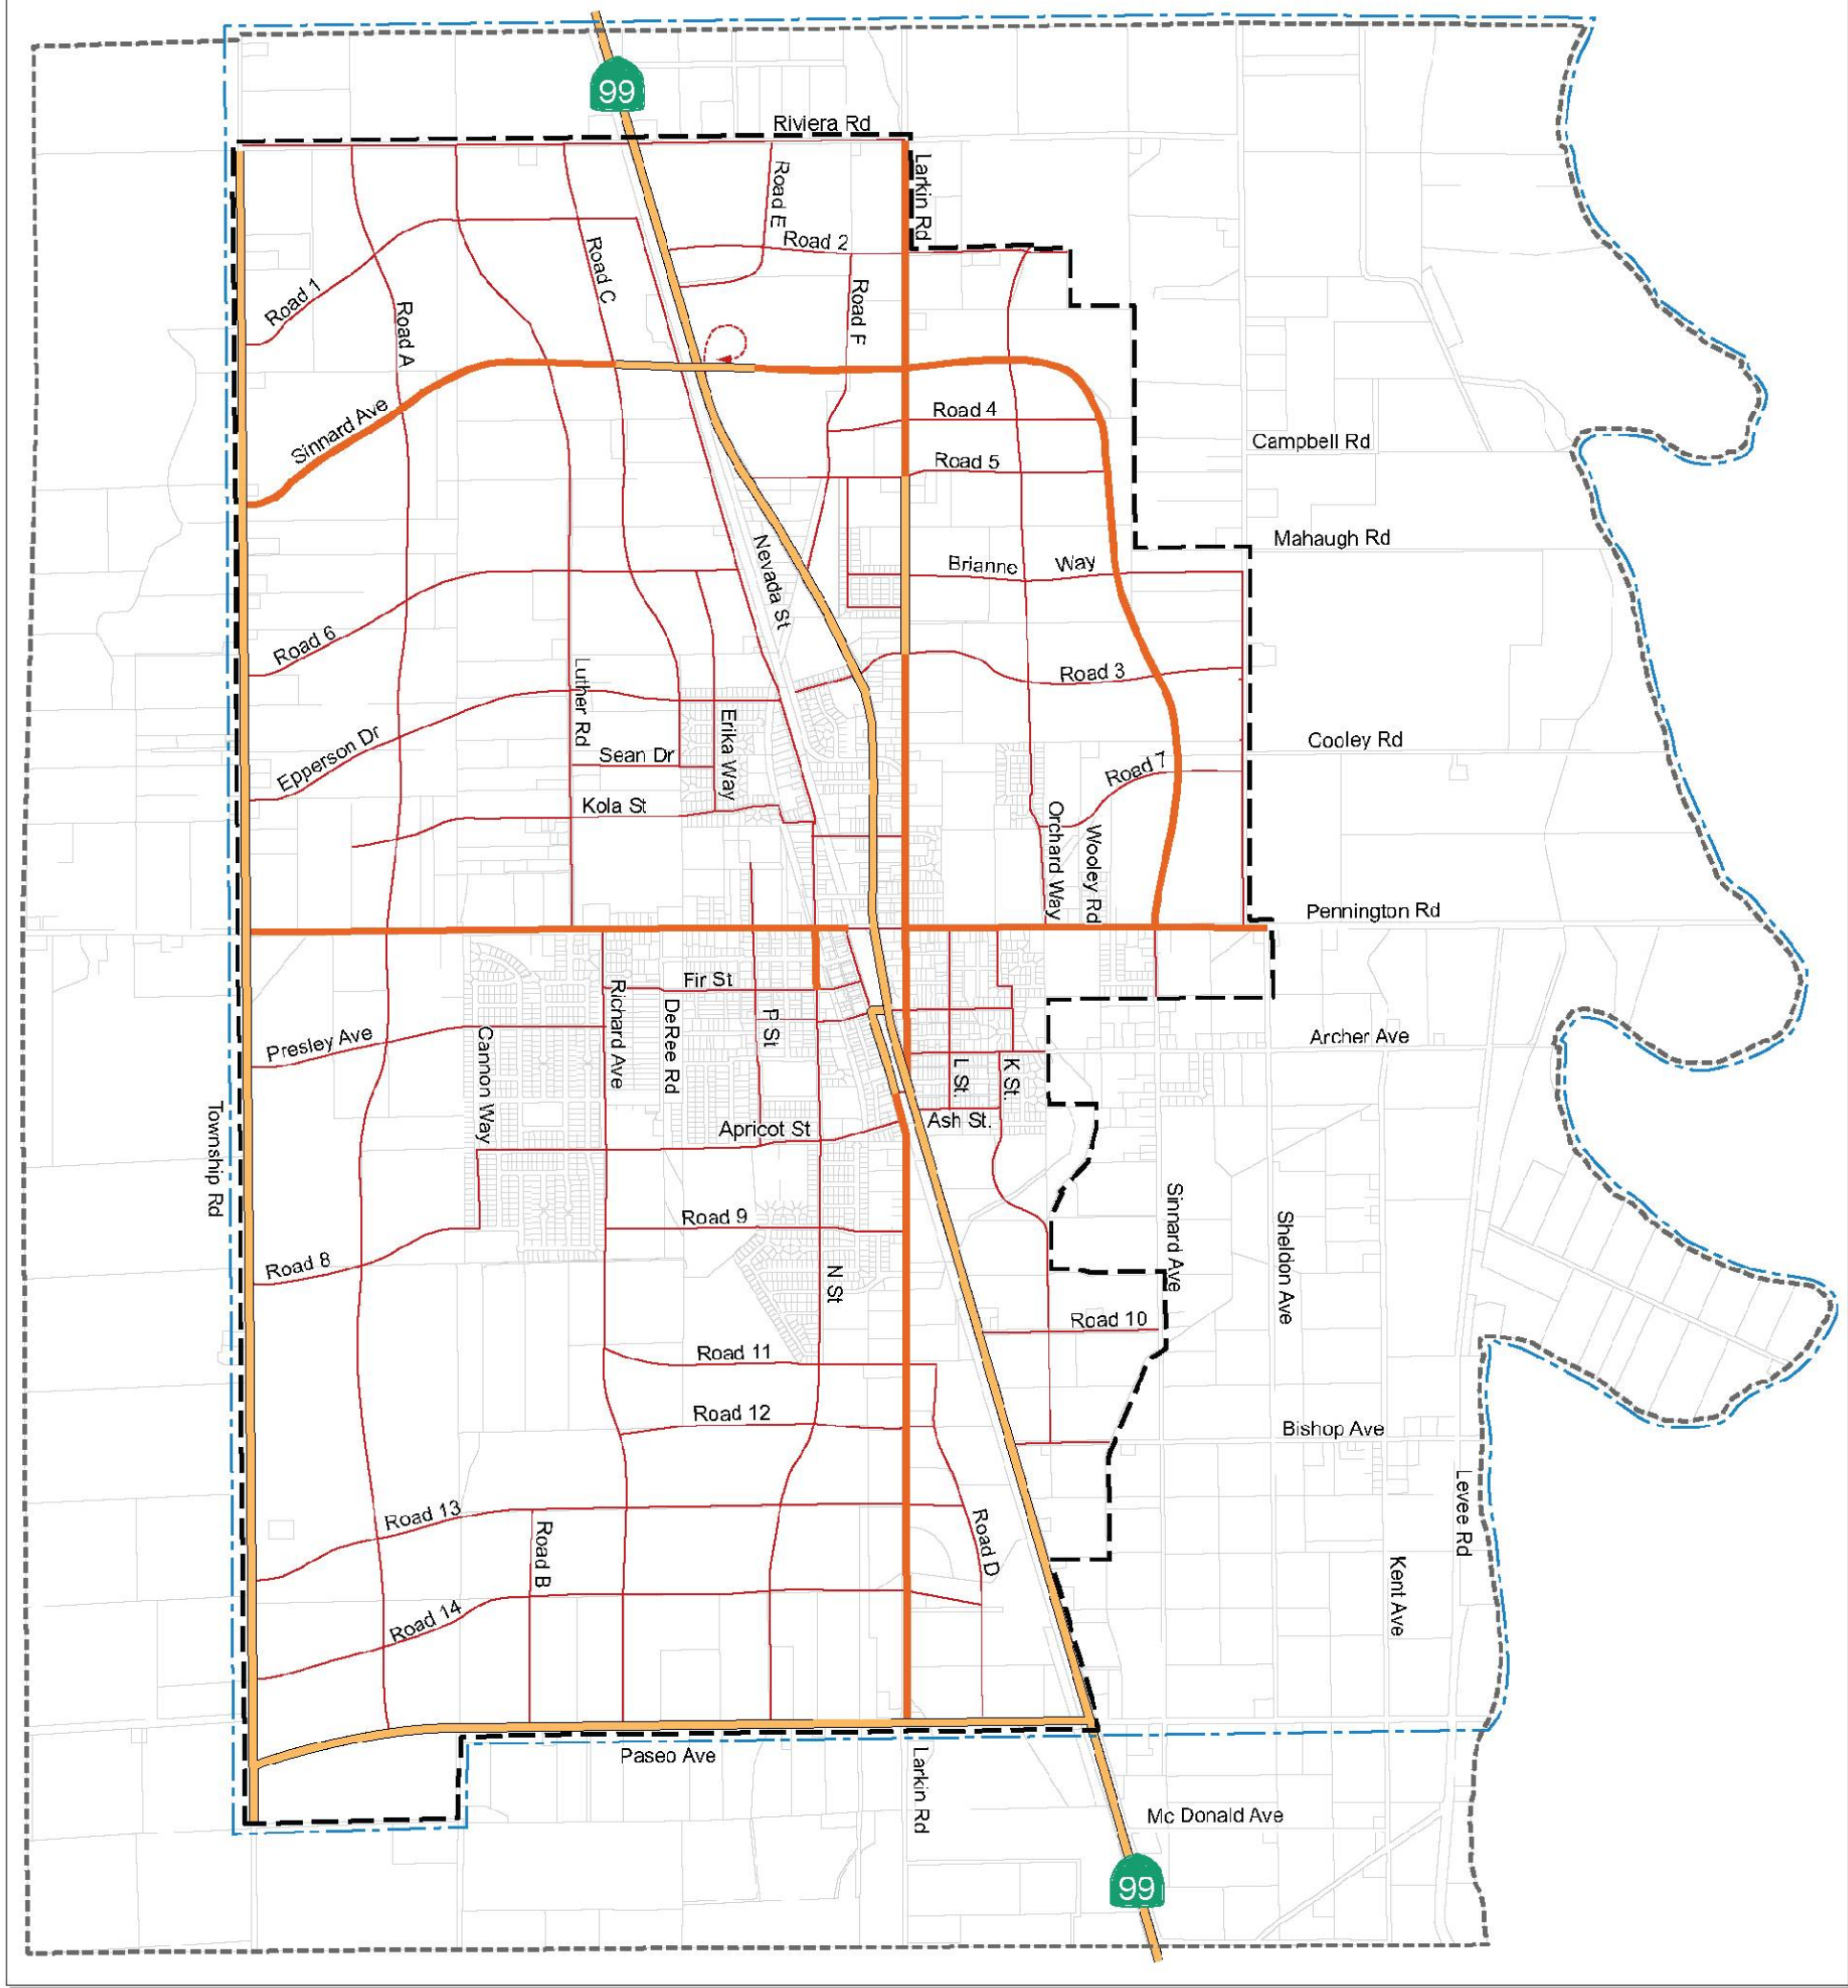 99
Riviera Rd
Larkin Rd
Road E
Road 2
Road C
Road 1
Road A
Road F
Sinnard Ave
Road 4
Campbell Rd
Road 5
Mahaugh Rd
Nevada St
Brianne Way
Road 6
Luther Rd
Road 3
Erika Way
Epperson Dr
Sean Dr
Cooley Rd
Road 7
Kola St
Orchard Way
Wooley Rd
Pennington Rd
Fir St
Richard Ave
DeRee Rd
P St
Presley Ave
Cannon Way
Archer Ave
L St.
K St.
Township Rd
Apricot St
Ash St.
Sinnard Ave
Sheldon Ave
Road 9
Road 8
N St
Road 10
Road 11
Road 12
Bishop Ave
Levee Rd
Road 13
Road B
Road D
Kent Ave
Road 14
Paseo Ave
Larkin Rd
Mc Donald Ave
99